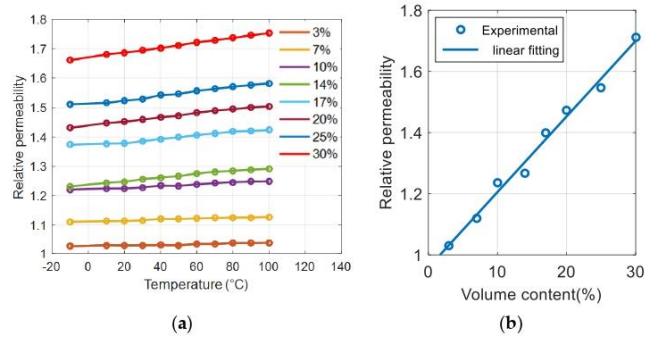 1.8
1.7
1.6
1.5
1.4
1.3
1.2
1.1
1
Relative permeability
-20 0 20 40 60 80 100 120 140
Temperature (°C)
3%
7%
10%
14%
17%
20%
25%
30%
(a)
1.8
1.6
1.4
1.2
1
Relative permeability
0 10 20 30
Volume content(%)
Experimental
linear fitting
(b)